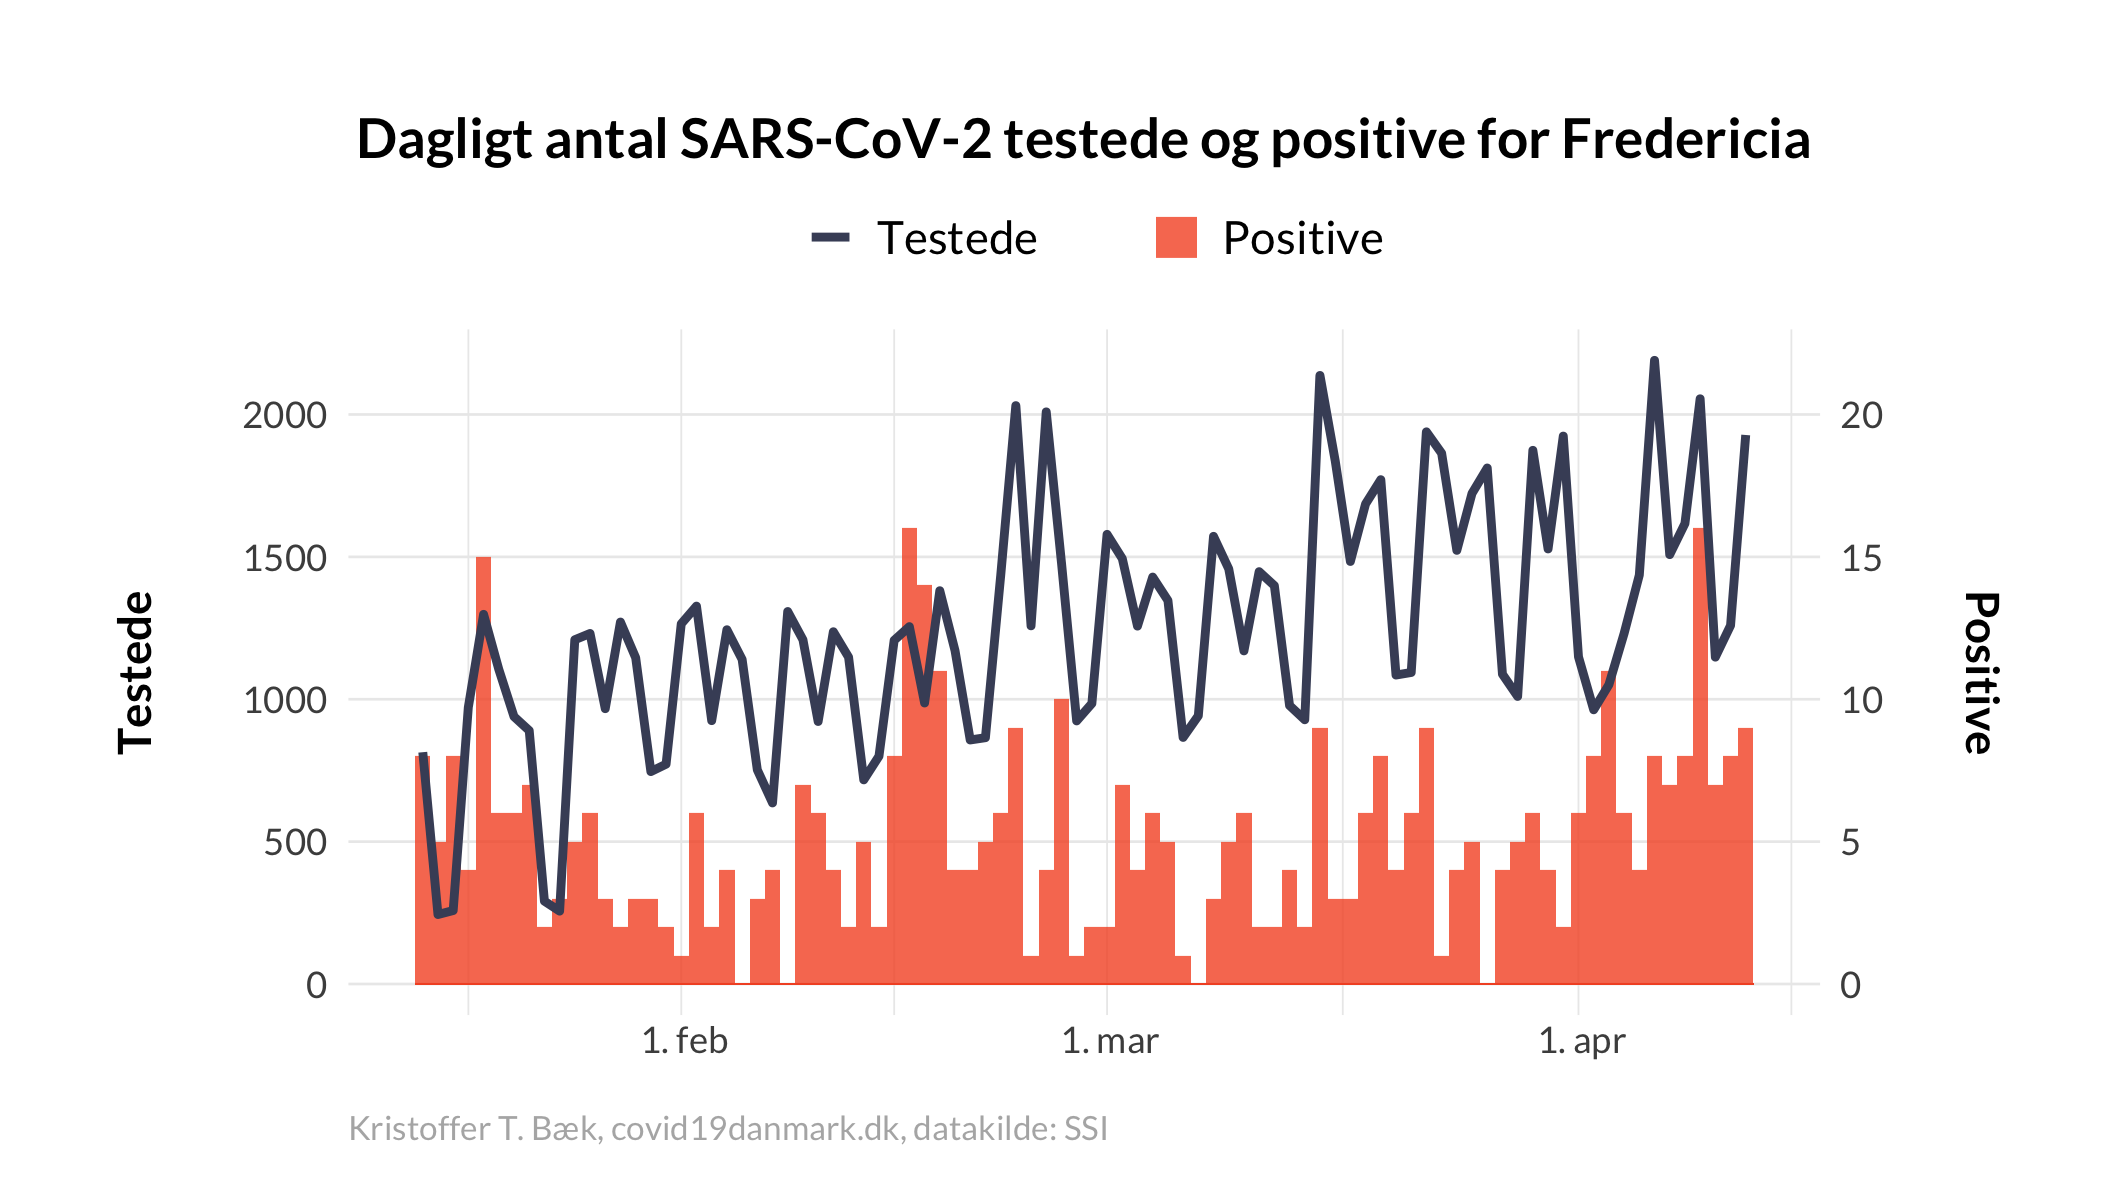 Dagligt antal SARS-CoV-2 testede og positive for Fredericia
Testede
Positive
2000
1500
1000
500
0
20
15
10
5
0
Testede
Positive
1. feb
1. mar
1. apr
Kristoffer T. Bæk, covid19danmark.dk, datakilde: SSI